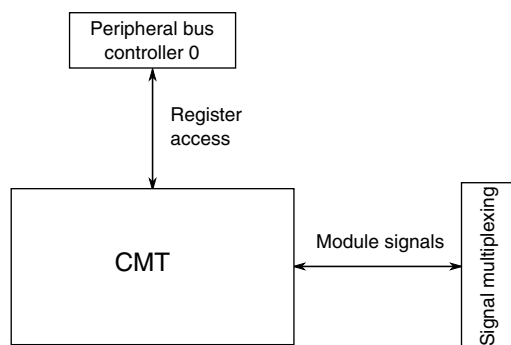 Peripheral bus
controller 0
Register
access
CMT
Module signals
Signal multiplexing